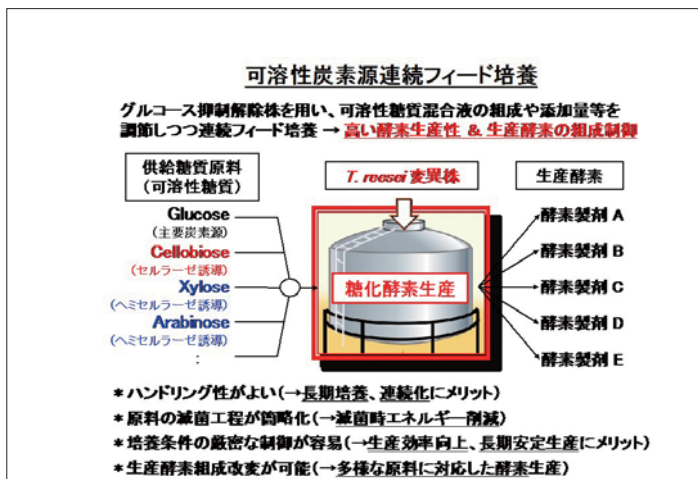 可溶性炭素源連続フィード培養
グルコース抑制解除株を用い、可溶性糖質混合液の組成や添加量等を
調節しつつ連続フィード培養 → 高い酵素生産性 & 生産酵素の組成制御
供給糖質原料
(可溶性糖質)
Glucose
(主要炭素源)
Cellobiose
(セルラーゼ誘導)
Xylose
(ヘミセルラーゼ誘導)
Arabinose
(ヘミセルラーゼ誘導)
:
T. reesei 変異株
糖化酵素生産
生産酵素
酵素製剤 A
酵素製剤 B
酵素製剤 C
酵素製剤 D
酵素製剤 E
*ハンドリング性がよい(→長期培養、連続化にメリット)
*原料の滅菌工程が簡略化(→滅菌時エネルギー削減)
*培養条件の厳密な制御が容易(→生産効率向上、長期安定生産にメリット)
*生産酵素組成改変が可能(→多様な原料に対応した酵素生産)